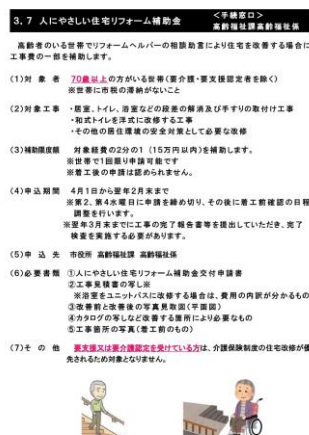 3.7 人にやさしい住宅リフォーム補助金
＜手続窓口＞
高齢福祉課高齢福祉係
高齢者のいる世帯でリフォームヘルパーの相談助言により住宅を改善する場合に
工事費の一部を補助します。
(1)対象者 70歳以上の方がいる世帯(要介護・要支援認定者を除く)
※世帯に市税の滞納がないこと
(2)対象工事 ・居室、トイレ、浴室などの段差の解消及び手すりの取付け工事
・和式トイレを洋式に改修する工事
・その他の居住環境の安全対策として必要な改修
(3)補助限度額 対象経費の2分の1(15万円以内)を補助します。
※世帯で1回限り申請可能です
※着工後の申請は認められません。
(4)申込期間 4月1日から翌年2月末まで
※第2、第4水曜日に申請を締め切り、その後に着工前確認の日程
調整を行います。
※翌年3月末までに工事の完了報告書等を提出していただき、完了
検査を実施する必要があります。
(5)申込先 市役所 高齢福祉課 高齢福祉係
(6)必要書類 ①人にやさしい住宅リフォーム補助金交付申請書
②工事見積書の写し※
※浴室をユニットバスに改修する場合は、費用の内訳が分かるもの
③改善前と改善後の写真見取図(平面図)
④カタログの写しなど改善する箇所により必要なもの
⑤工事箇所の写真(着工前のもの)
(7)その他 要支援又は要介護認定を受けている方は、介護保険制度の住宅改修が優
先されるため対象となりません。